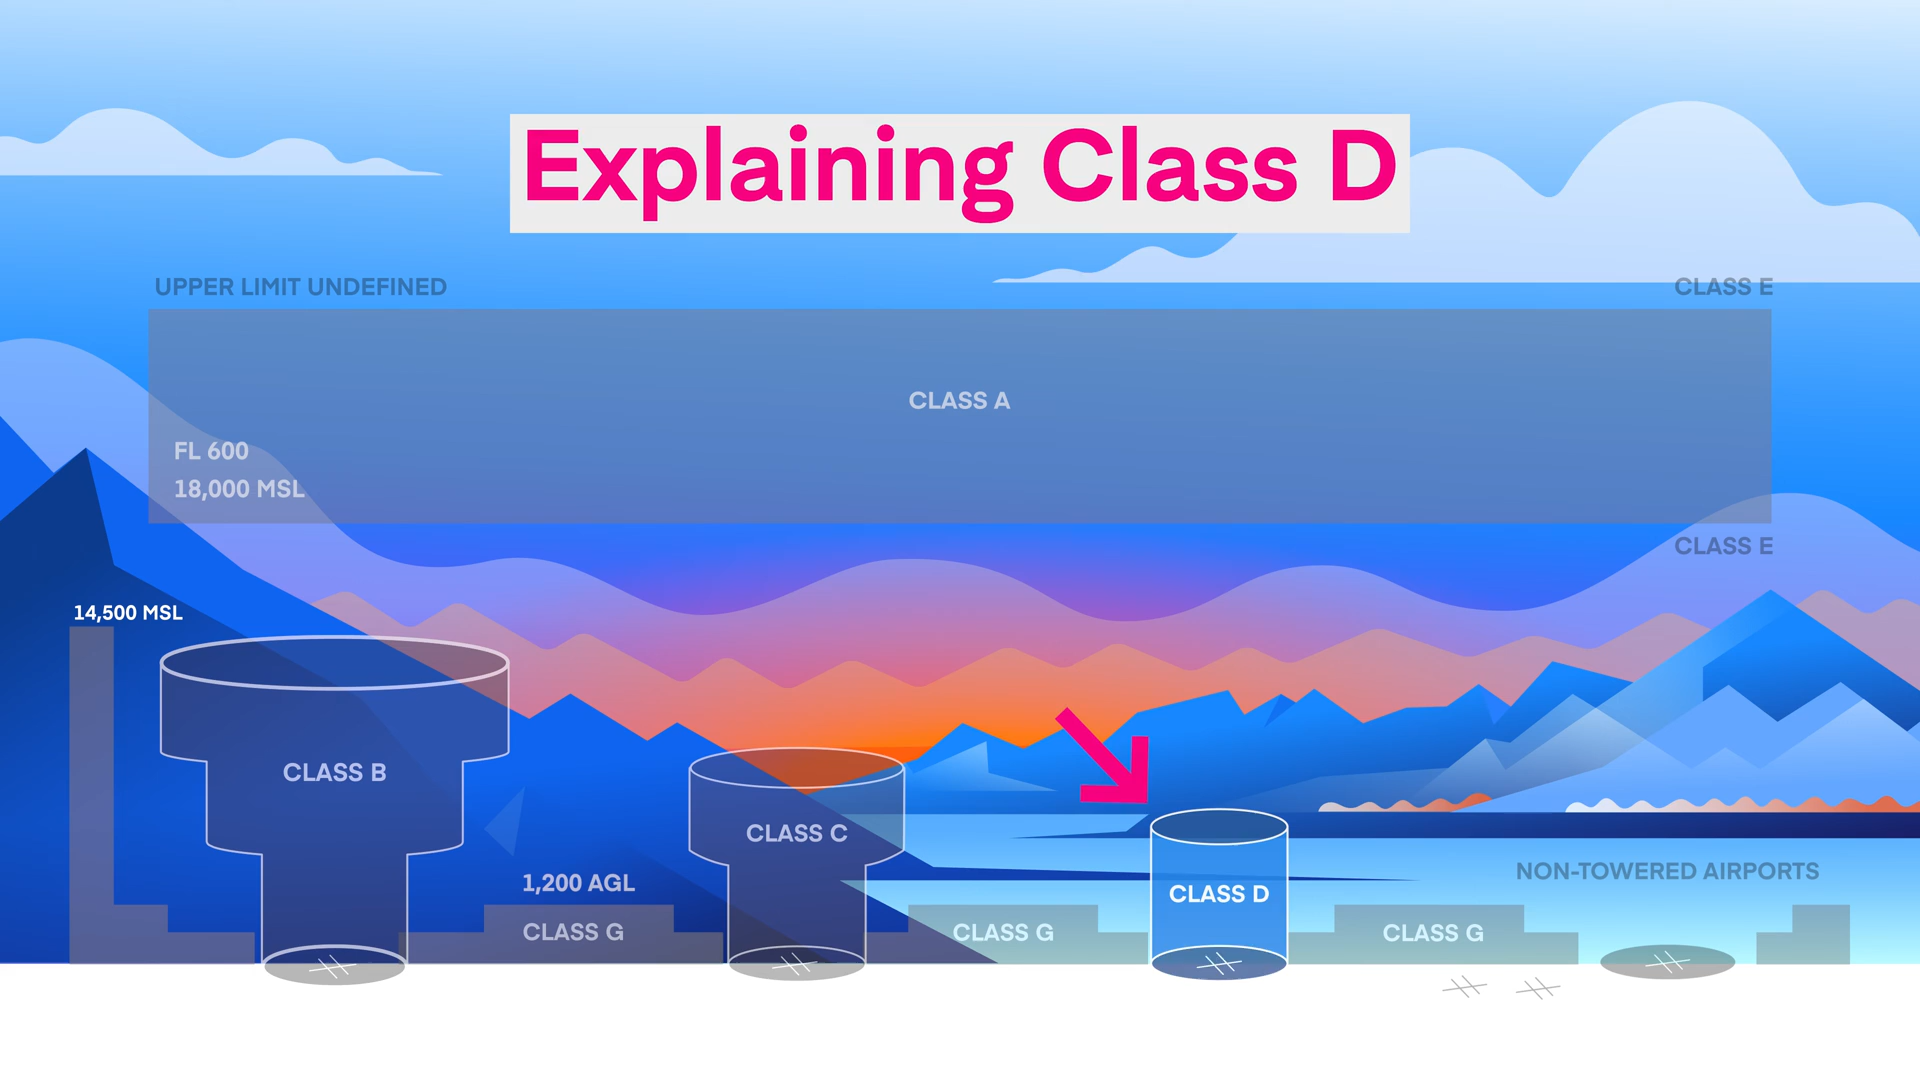 Explaining Class D
UPPER LIMIT UNDEFINED
CLASS E
CLASS A
FL 600
18,000 MSL
CLASS E
14,500 MSL
CLASS B
CLASS C
1,200 AGL
NON-TOWERED AIRPORTS
CLASS D
CLASS G
CLASS G
CLASS G